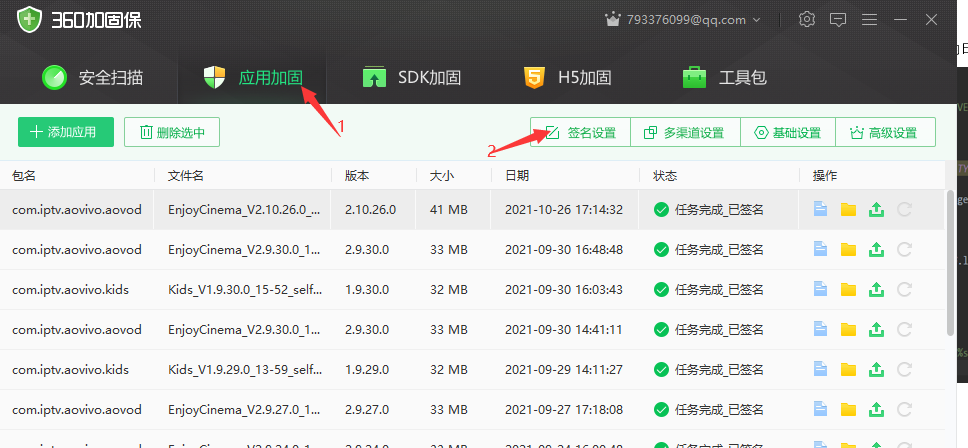 360加固保
793376099@qq.com
安全扫描
应用加固
SDK加固
5
H5加固
工具包
1
添加应用
删除选中
2
签名设置
多渠道设置
基础设置
高级设置
包名 文件名 版本 大小 日期 状态 操作
com.iptv.aovivo.aovod EnjoyCinema_V2.10.26.0_... 2.10.26.0 41 MB 2021-10-26 17:14:32 任务完成_已签名
com.iptv.aovivo.aovod EnjoyCinema_V2.9.30.0_1... 2.9.30.0 33 MB 2021-09-30 16:48:48 任务完成_已签名
com.iptv.aovivo.kids Kids_V1.9.30.0_15-52_self... 1.9.30.0 32 MB 2021-09-30 16:03:43 任务完成_已签名
com.iptv.aovivo.aovod EnjoyCinema_V2.9.30.0_1... 2.9.30.0 33 MB 2021-09-30 14:41:11 任务完成_已签名
com.iptv.aovivo.kids Kids_V1.9.29.0_13-59_self... 1.9.29.0 32 MB 2021-09-29 14:11:27 任务完成_已签名
com.iptv.aovivo.aovod EnjoyCinema_V2.9.27.0_1... 2.9.27.0 33 MB 2021-09-27 17:18:08 任务完成_已签名